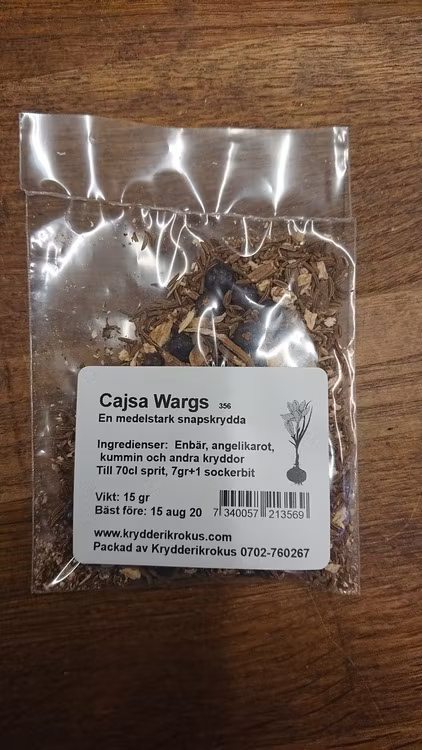 Cajsa Wargs 356
En medelstark snapskrydda
Ingredienser: Enbär, angelikarot,
kummin och andra kryddor
Till 70cl sprit, 7gr+1 sockerbit
Vikt: 15 gr
Bäst före: 15 aug 20
7 340057 213569
www.krydderikrokus.com
Packad av Krydderikrokus 0702-760267